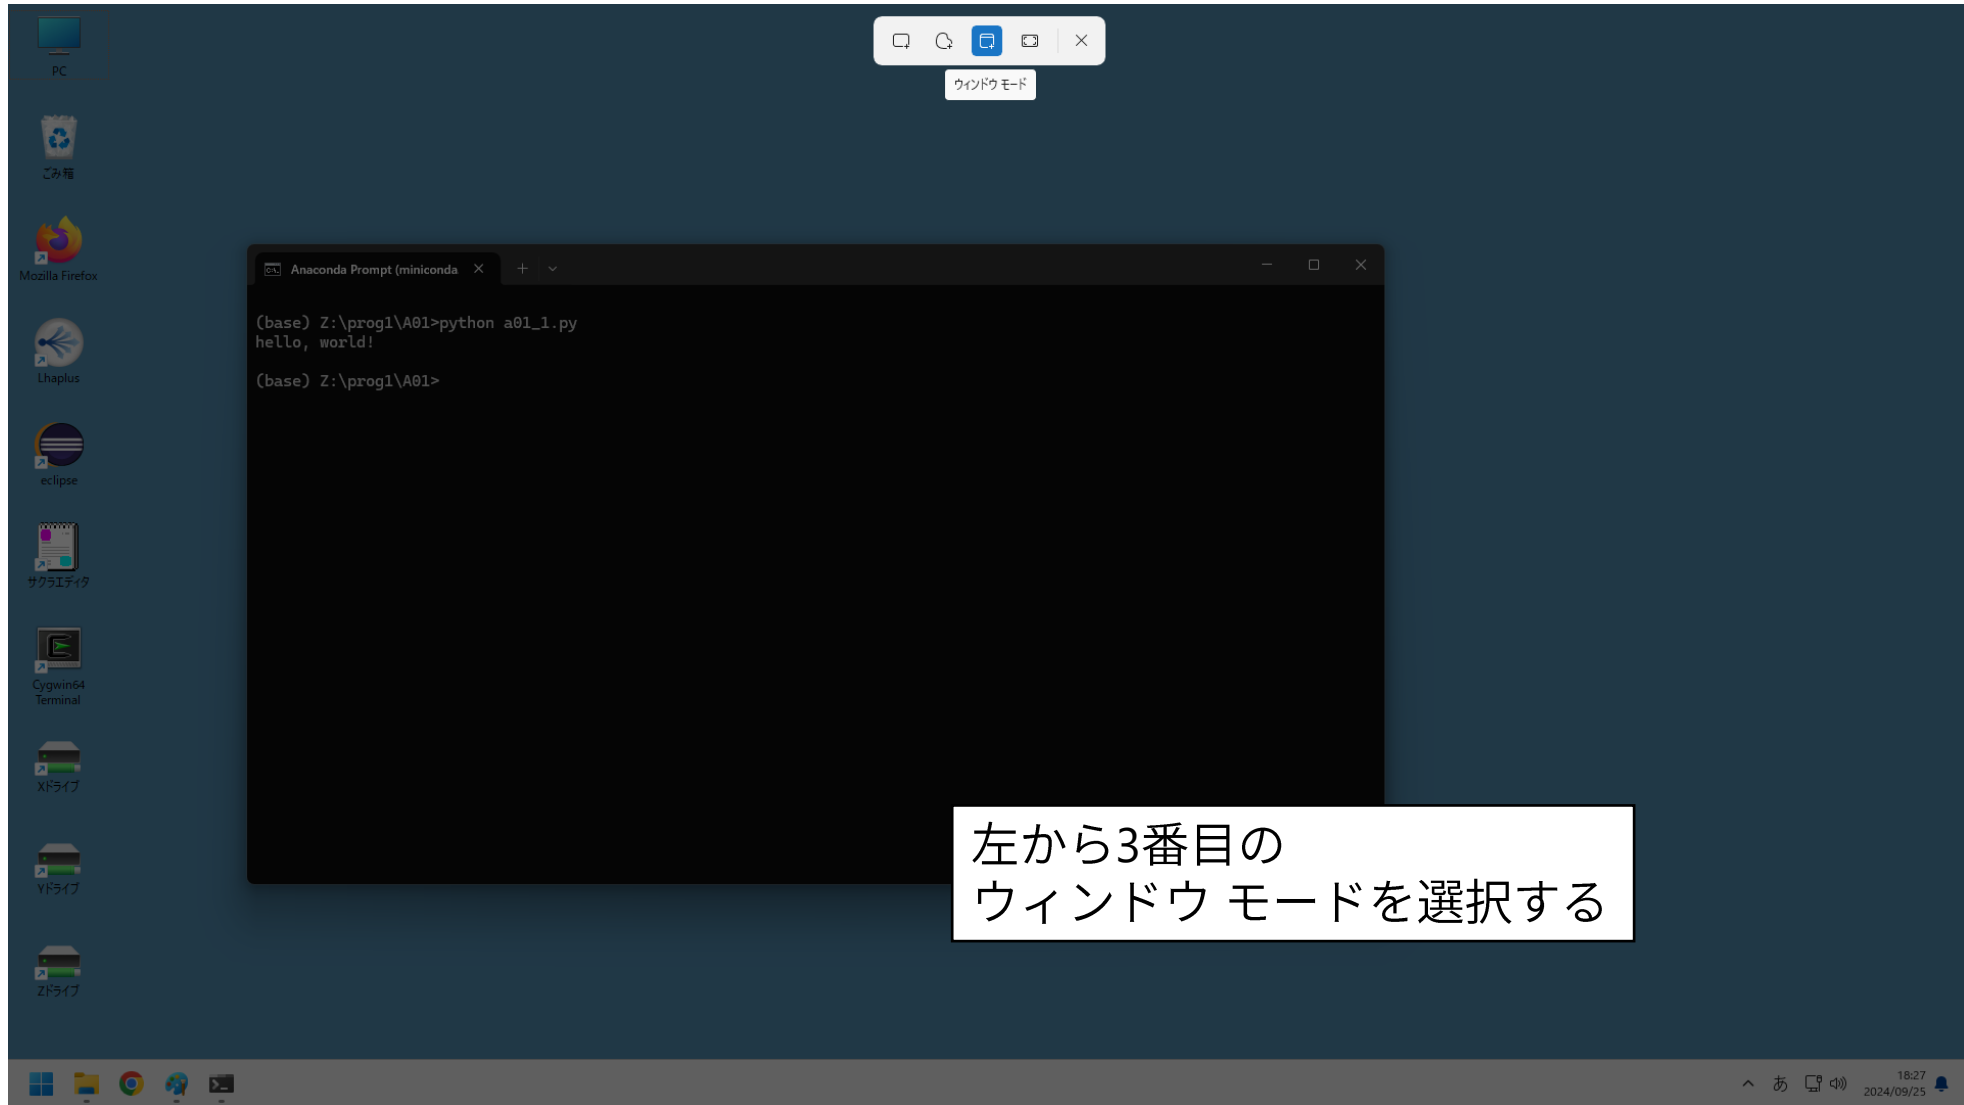 PC
ごみ箱
Mozilla Firefox
Lhaplus
eclipse
サクラエディタ
Cygwin64
Terminal
Xドライブ
Yドライブ
Zドライブ
ウィンドウ モード
Anaconda Prompt (miniconda
(base) Z:\prog1\A01>python a01_1.py
hello, world!
(base) Z:\prog1\A01>
左から3番目の
ウィンドウ モードを選択する
あ
18:27
2024/09/25